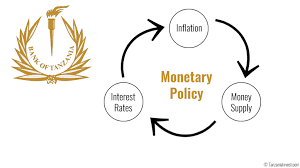 BANK OF TANZANIA
Inflation
Monetary
Policy
Interest
Rates
Money
Supply